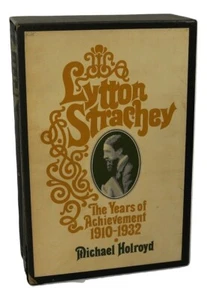 Lytton
Strachey
The Years of
Achievement
1910-1932
Michael Holroyd